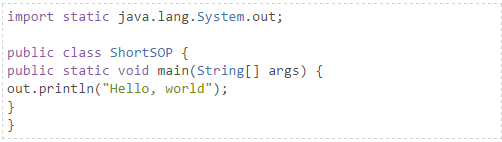 import static java.lang.System.out;
public class ShortSOP {
public static void main(String[] args) {
out.println("Hello, world");
}
}